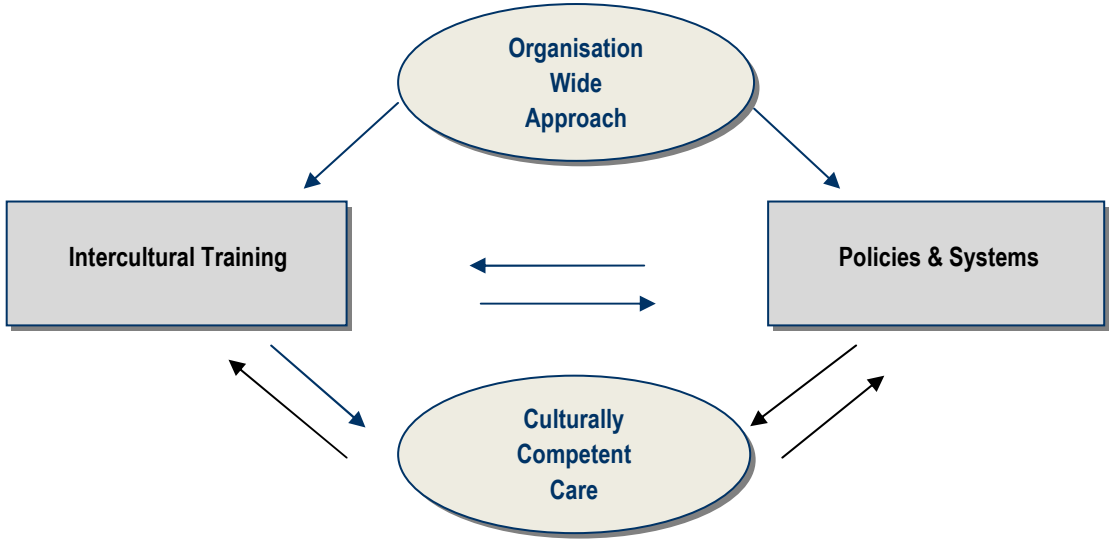 Organisation
Wide
Approach
Intercultural Training
Policies & Systems
Culturally
Competent
Care